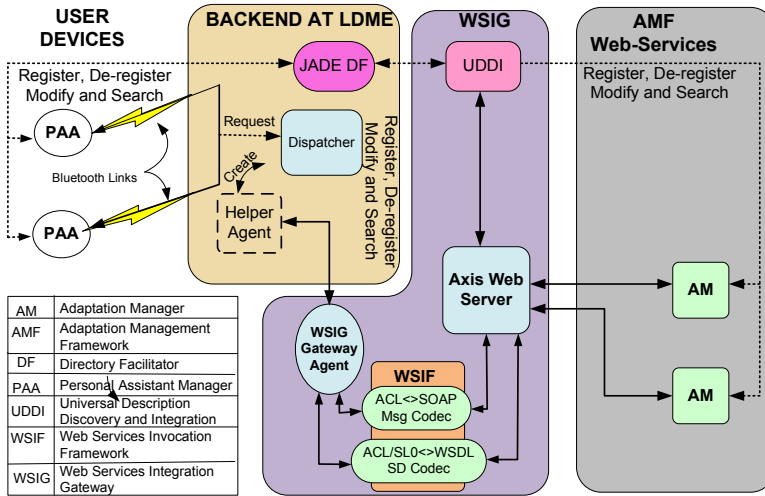 USER
DEVICES
BACKEND AT LDME
WSIG
AMF
Web-Services
Register, De-register
Modify and Search
JADE DF
UDDI
Register, De-register
Modify and Search
PAA
Request
Dispatcher
Register, De-register
Modify and Search
Bluetooth Links
Create
Helper
Agent
PAA
Axis Web
Server
AM
WSIG
Gateway
Agent
WSIF
ACL<>SOAP
Msg Codec
AM
ACL/SL0<>WSDL
SD Codec
AM Adaptation Manager
AMF Adaptation Management
Framework
DF Directory Facilitator
PAA Personal Assistant Manager
UDDI Universal Description
Discovery and Integration
WSIF Web Services Invocation
Framework
WSIG Web Services Integration
Gateway